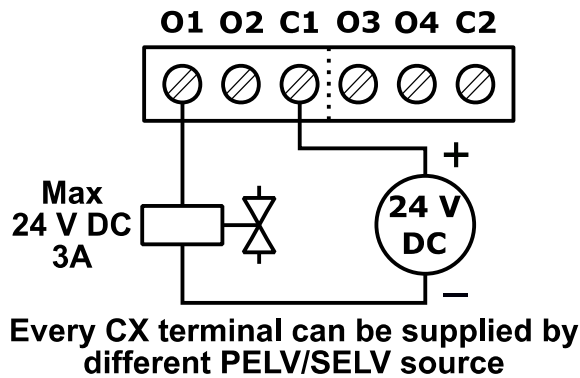 O1 O2 C1 O3 O4 C2
+
Max
24 V DC
3A
24 V
DC
–
Every CX terminal can be supplied by
different PELV/SELV source